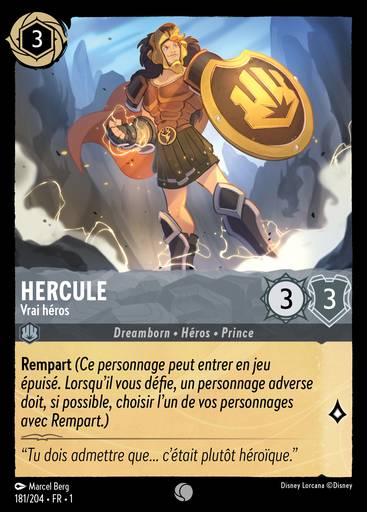 3
HERCULE
Vrai héros
3
3
Dreamborn • Héros • Prince
Rempart (Ce personnage peut entrer en jeu
épuisé. Lorsqu'il vous défie, un personnage adverse
doit, si possible, choisir l'un de vos personnages
avec Rempart.)
“Tu dois admettre que... c'était plutôt héroïque.”
Marcel Berg
Disney Lorcana ©Disney
181/204 • FR • 1